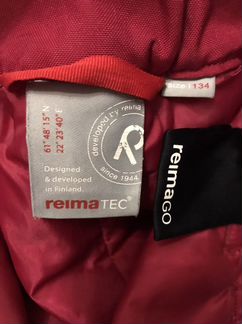 size | 134
61° 48' 15" N
22° 23' 40" E
developed by reima
R
since 1944
Designed
& developed
in Finland.
reimaTEC®
reimaGO